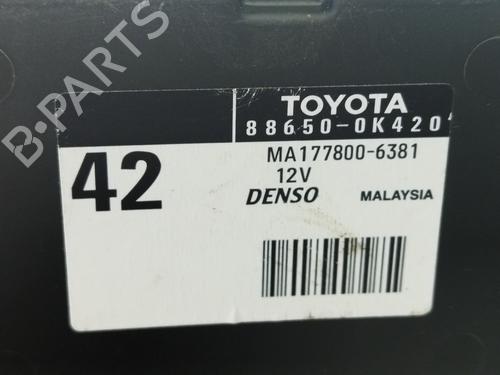 B-PARTS
TOYOTA
88650-0K420
42
MA177800-6381
12V
DENSO MALAYSIA